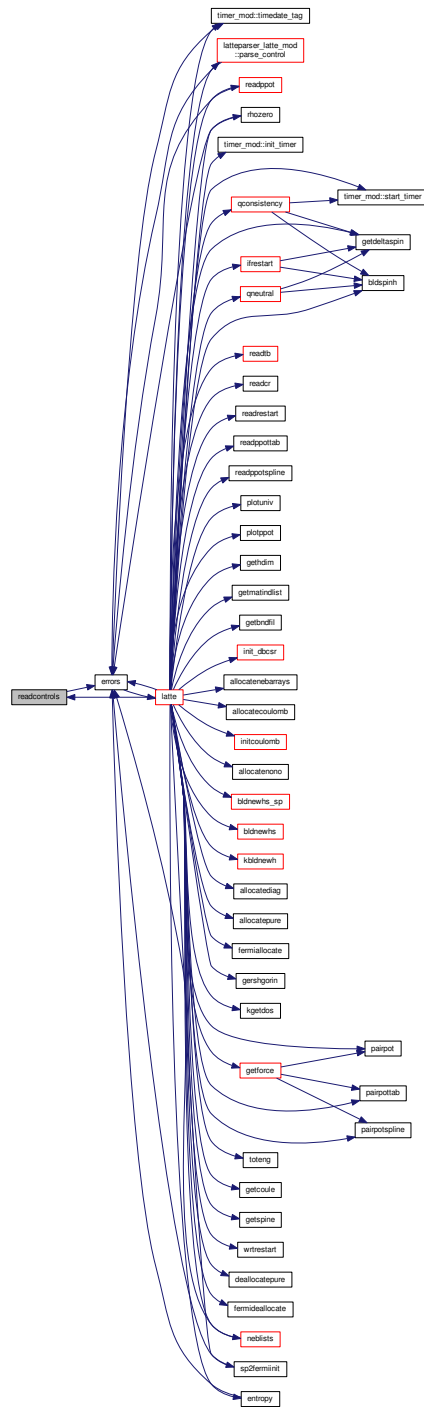 timer_mod::timedate_tag
latteparser_latte_mod
::parse_control
readppot
rhozero
timer_mod::init_timer
timer_mod::start_timer
qconsistency
getdeltaspin
ifrestart
bldspinh
qneutral
readtb
readcr
readrestart
readppottab
readppotspline
plotuniv
plotppot
gethdim
getmatindlist
getbndfil
init_dbcsr
errors
allocatenebarrays
readcontrols
latte
allocatecoulomb
initcoulomb
allocatenono
bldnewhs_sp
bldnewhs
kbldnewh
allocatediag
allocatepure
fermiallocate
gershgorin
kgetdos
pairpot
getforce
pairpottab
pairpotspline
toteng
getcoule
getspine
wrtrestart
deallocatepure
fermideallocate
neblists
sp2fermiinit
entropy